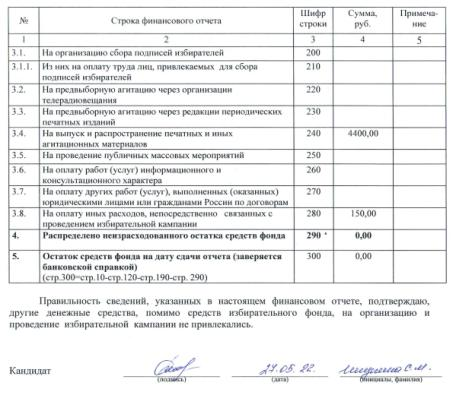 № Строка финансового отчета Шифр строки Сумма, руб. Примеча-ние
1 2 3 4 5
3.1. На организацию сбора подписей избирателей 200
3.1.1. Из них на оплату труда лиц, привлекаемых для сбора
подписей избирателей 210
3.2. На предвыборную агитацию через организации
телерадиовещания 220
3.3. На предвыборную агитацию через редакции периодических
печатных изданий 230
3.4. На выпуск и распространение печатных и иных
агитационных материалов 240 4400,00
3.5. На проведение публичных массовых мероприятий 250
3.6. На оплату работ (услуг) информационного и
консультационного характера 260
3.7. На оплату других работ (услуг), выполненных (оказанных)
юридическими лицами или гражданами России по договорам 270
3.8. На оплату иных расходов, непосредственно связанных с
проведением избирательной кампании 280 150,00
4. Распределено неизрасходованного остатка средств фонда 290 0,00
5. Остаток средств фонда на дату сдачи отчета (заверяется
банковской справкой) 300 0,00
(стр.300=стр.10-стр.120-стр.190-стр. 290)
Правильность сведений, указанных в настоящем финансовом отчете, подтверждаю,
другие денежные средства, помимо средств избирательного фонда, на организацию и
проведение избирательной кампании не привлекались.
Кандидат 27.05.22. С.М.
(подпись) (дата) (инициалы, фамилия)